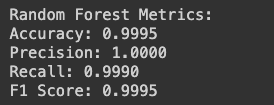 Random Forest Metrics:
Accuracy: 0.9995
Precision: 1.0000
Recall: 0.9990
F1 Score: 0.9995